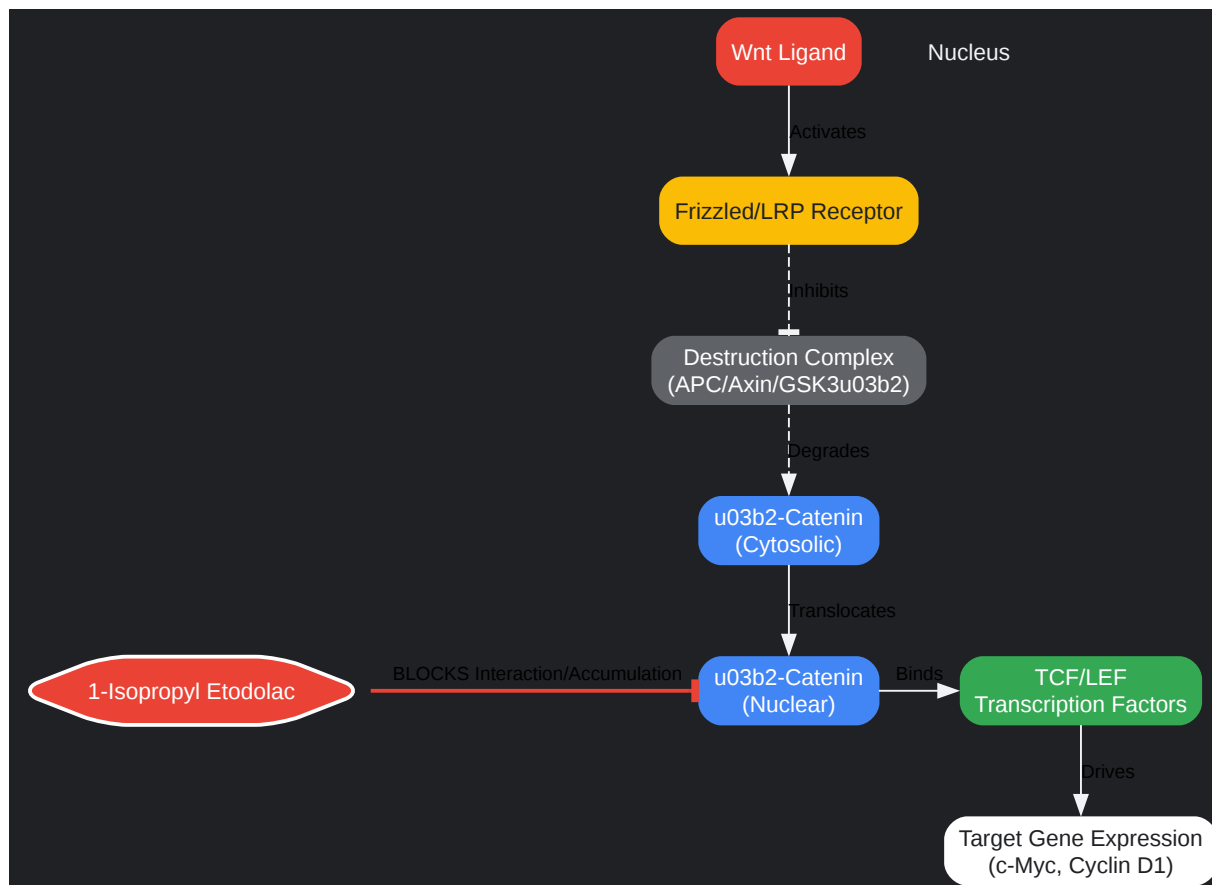 Wnt Ligand
Nucleus
Activates
Frizzled/LRP Receptor
Inhibits
Destruction Complex
(APC/Axin/GSK3u03b2)
Degrades
u03b2-Catenin
(Cytosolic)
Translocates
1-Isopropyl Etodolac
BLOCKS Interaction/Accumulation
u03b2-Catenin
(Nuclear)
Binds
TCF/LEF
Transcription Factors
Drives
Target Gene Expression
(c-Myc, Cyclin D1)